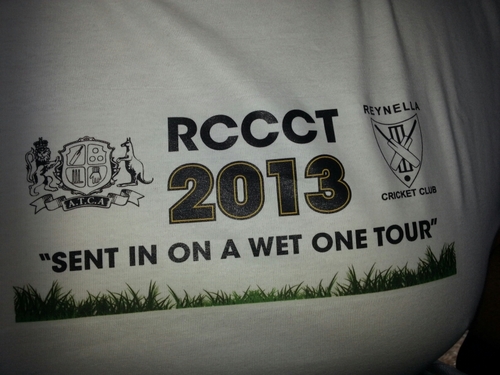 RCCCT
2013
A.T.C.A
REYNELLA
CRICKET CLUB
"SENT IN ON A WET ONE TOUR"